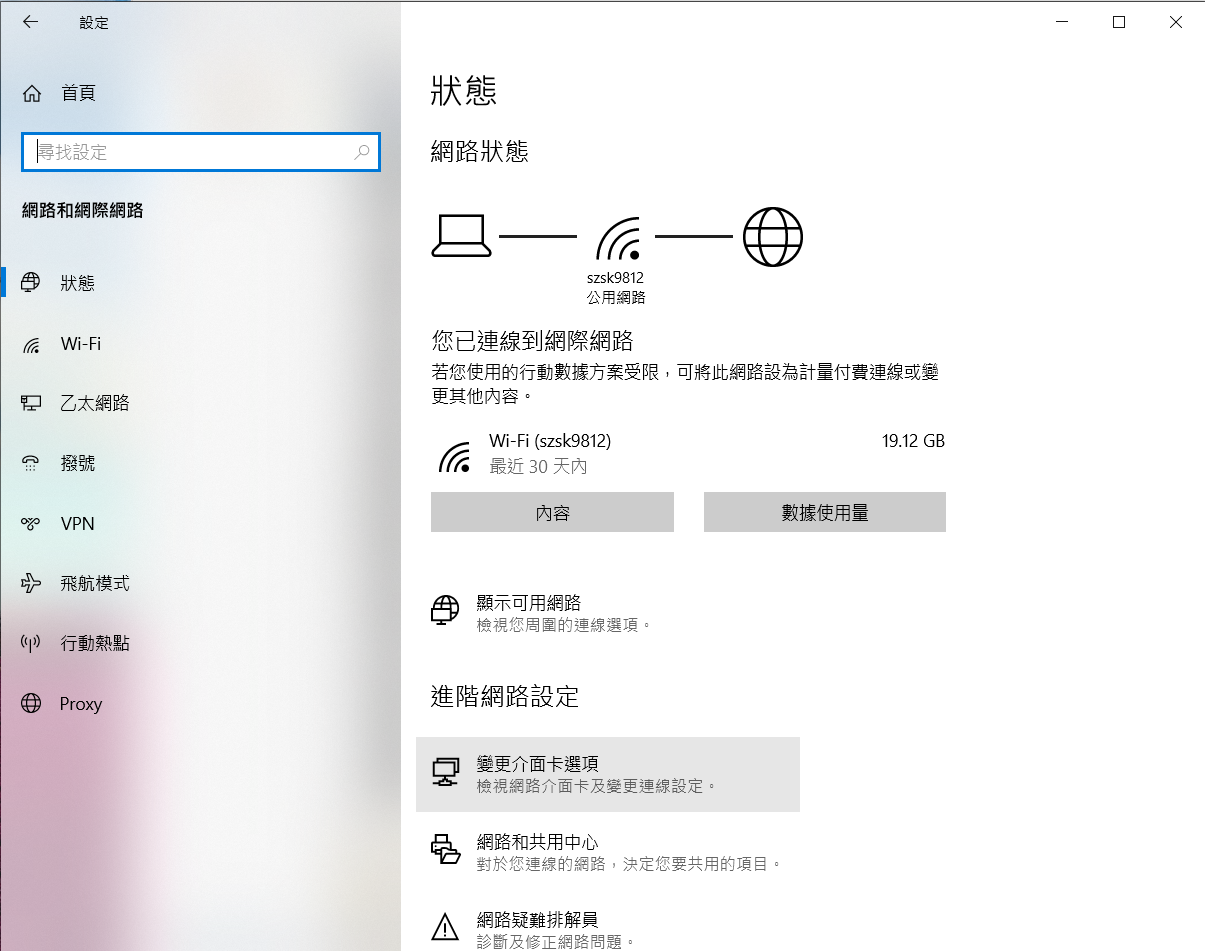 設定
首頁
尋找設定
網路和網際網路
狀態
Wi-Fi
乙太網路
撥號
VPN
飛航模式
行動熱點
Proxy
狀態
網路狀態
szsk9812
公用網路
您已連線到網際網路
若您使用的行動數據方案受限，可將此網路設為計量付費連線或變
更其他內容。
Wi-Fi (szsk9812)
19.12 GB
最近 30 天內
內容
數據使用量
顯示可用網路
檢視您周圍的連線選項。
進階網路設定
變更介面卡選項
檢視網路介面卡及變更連線設定。
網路和共用中心
對於您連線的網路，決定您要共用的項目。
網路疑難排解員
診斷及修正網路問題。